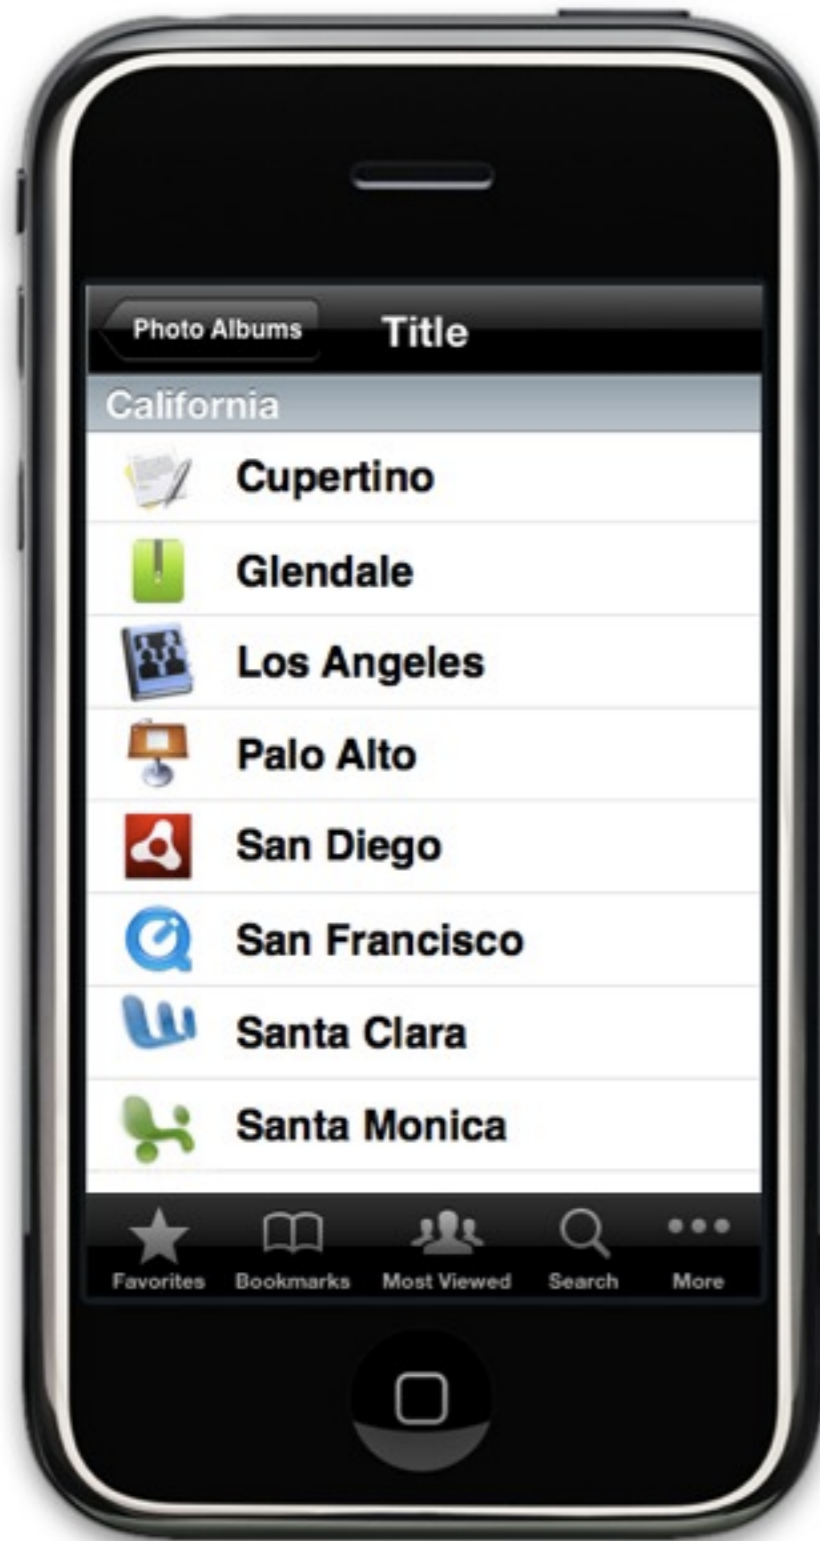 Photo Albums Title
California
Cupertino
Glendale
Los Angeles
Palo Alto
San Diego
San Francisco
Santa Clara
Santa Monica
Favorites Bookmarks Most Viewed Search More